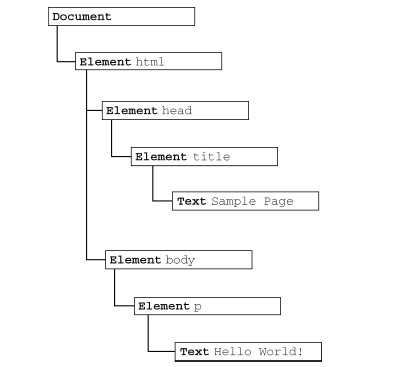 Document
Element html
Element head
Element title
Text Sample Page
Element body
Element p
Text Hello World!